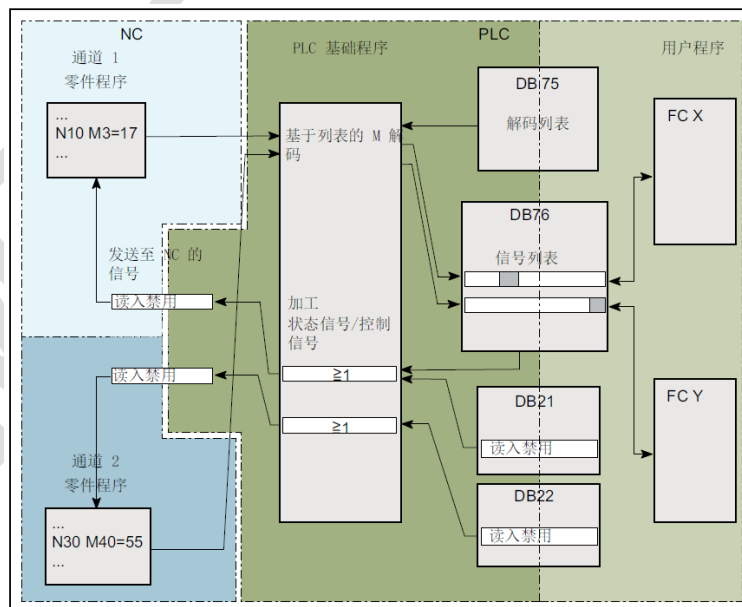 NC
通道 1
零件程序
...
N10 M3=17
...
发送至 NC 的
信号
读入禁用
读入禁用
通道 2
零件程序
...
N30 M40=55
...
PLC 基础程序
PLC
基于列表的 M 解
码
加工
状态信号/控制
信号
≧1
≧1
DB75
解码列表
DB76
信号列表
DB21
读入禁用
DB22
读入禁用
用户程序
FC X
FC Y